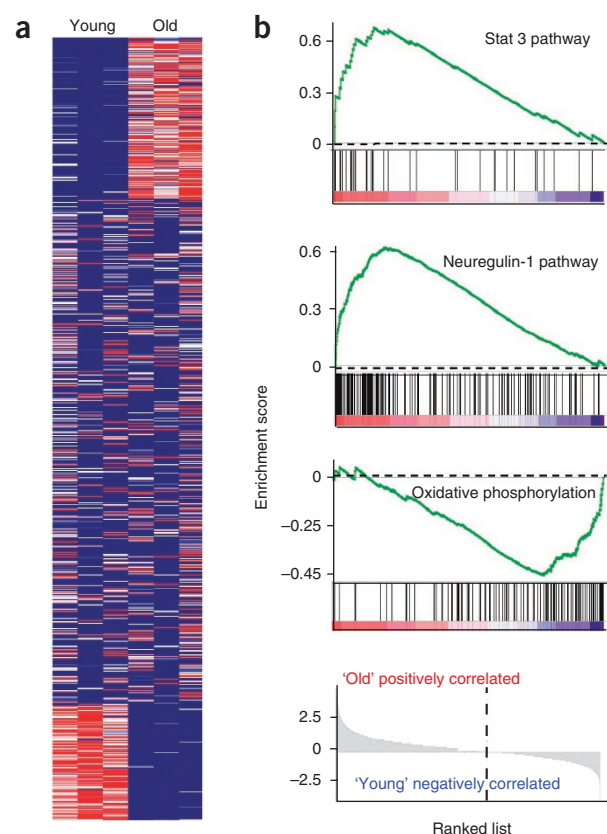 a
Young Old
b
Stat 3 pathway
0.6
0.3
0
Neuregulin-1 pathway
0.6
0.3
0
Enrichment score
Oxidative phosphorylation
0
–0.25
–0.45
'Old' positively correlated
2.5
0
–2.5
'Young' negatively correlated
Ranked list